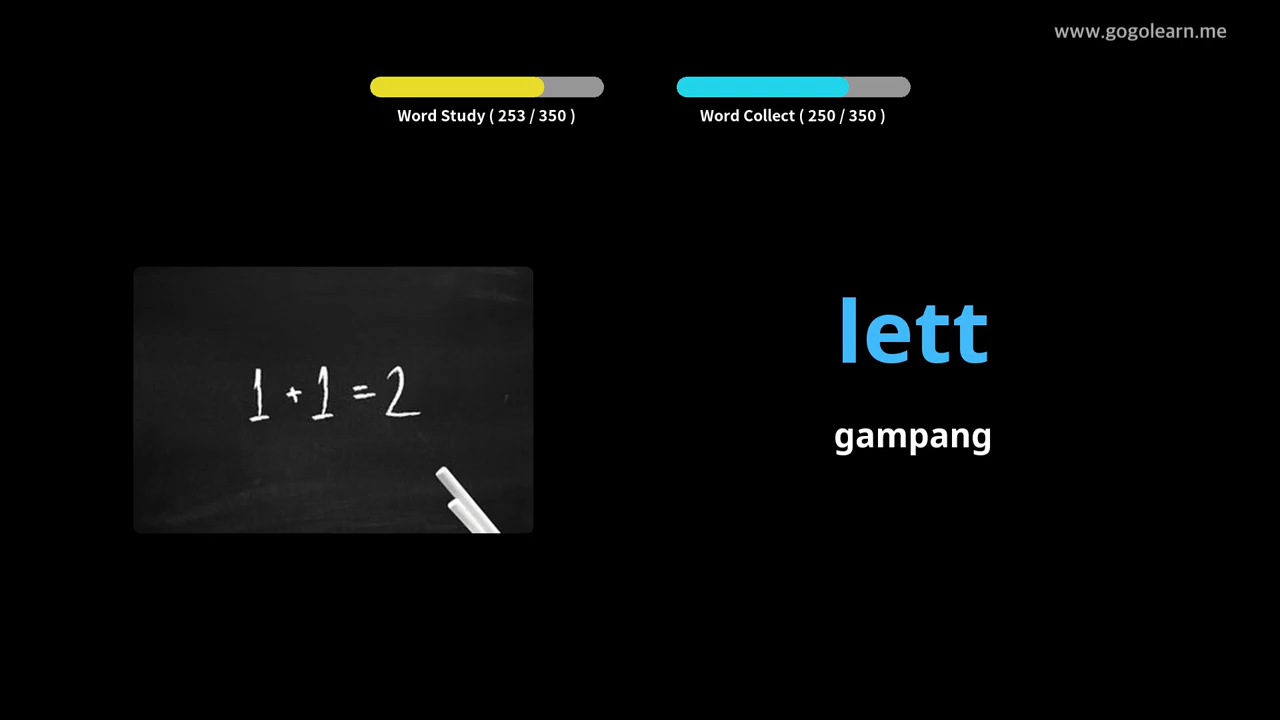 www.gogolearn.me
Word Study ( 253 / 350 )
Word Collect ( 250 / 350 )
1 + 1 = 2
lett
gampang